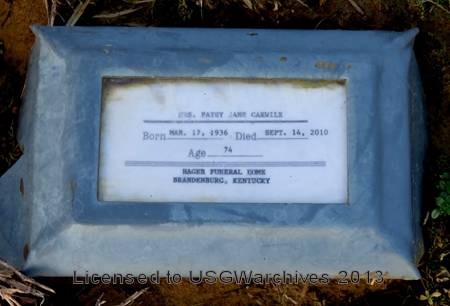 MRS. PATSY JANE CARWILE
Born MAR. 17, 1936 Died SEPT. 14, 2010
Age 74
HAGER FUNERAL HOME
BRANDENBURG, KENTUCKY
Licensed to USGWarchives 2013